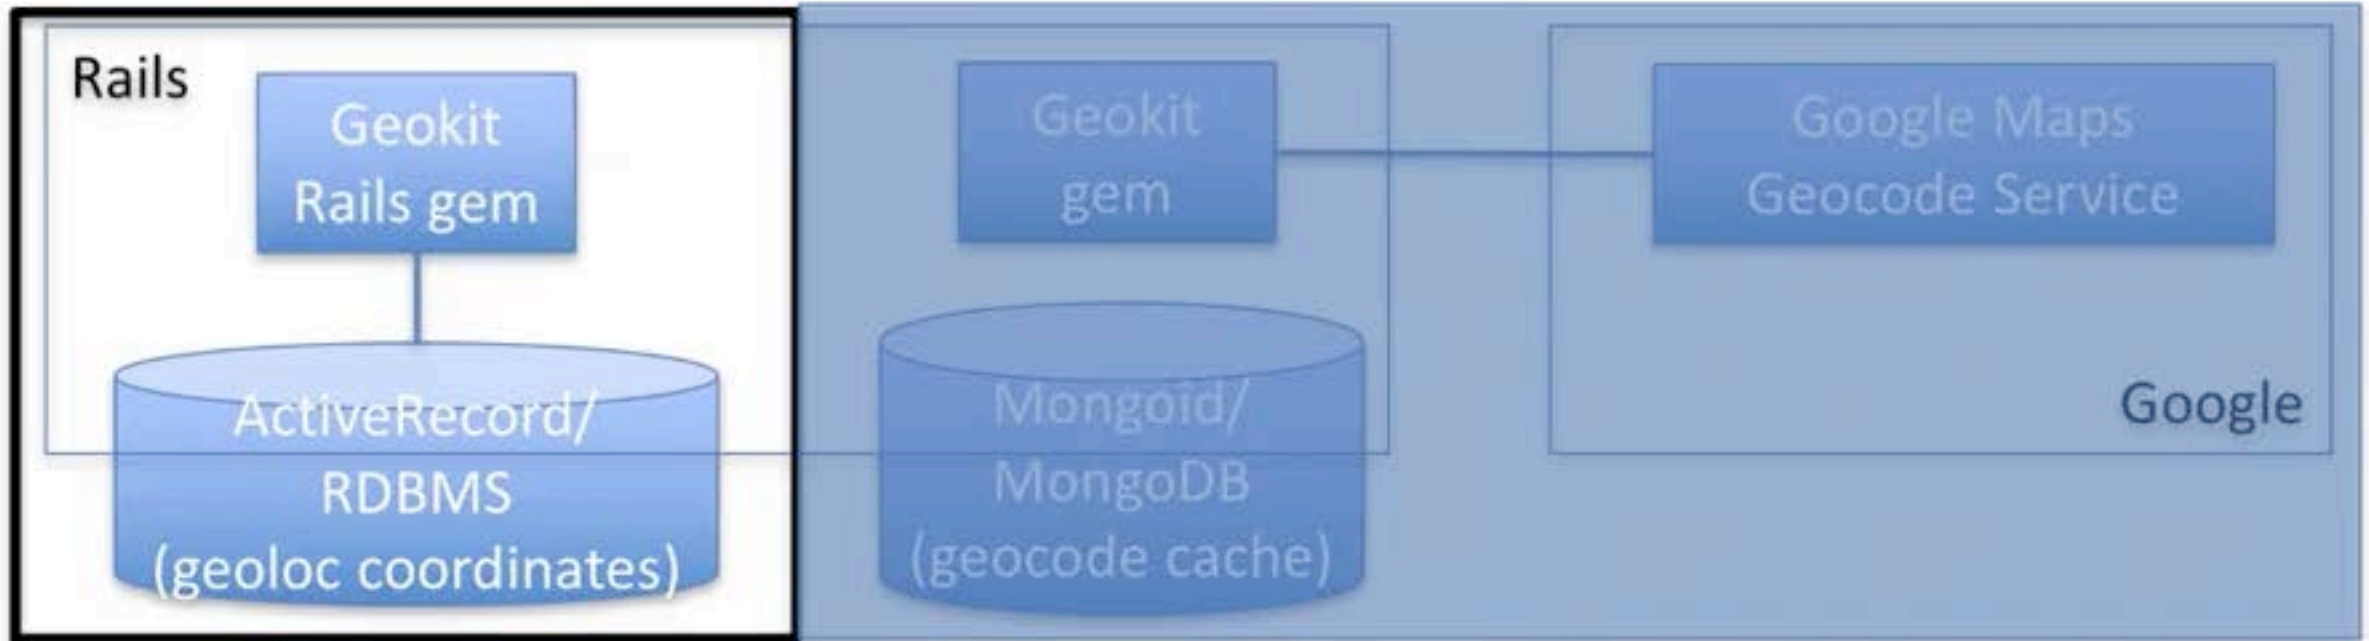 Rails
Geokit
Rails gem
ActiveRecord/
RDBMS
(geoloc coordinates)
Geokit
gem
Mongoid/
MongoDB
(geocode cache)
Google Maps
Geocode Service
Google